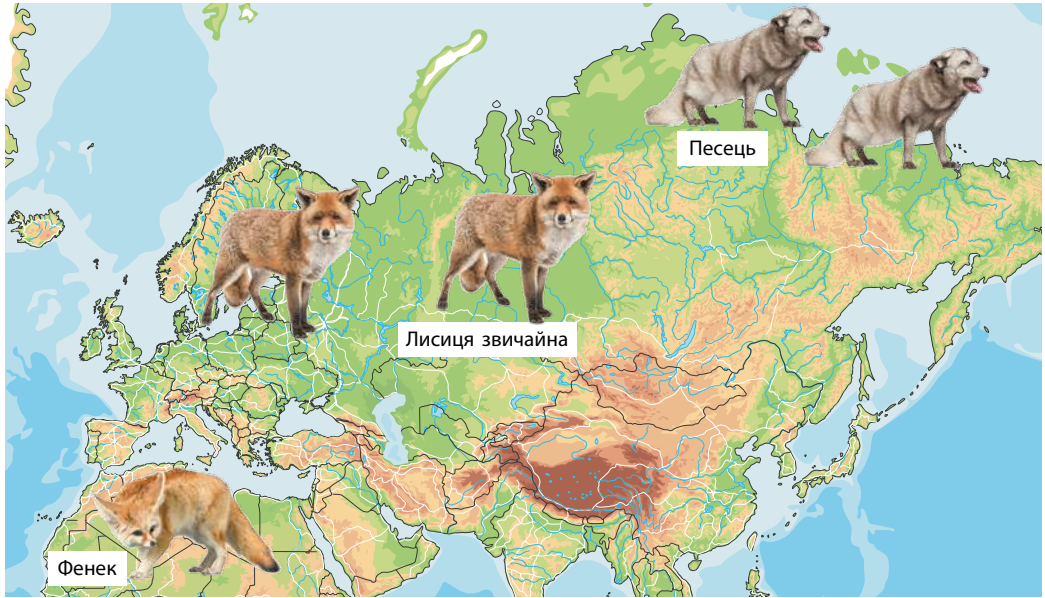 Песець
Лисиця звичайна
Фенек